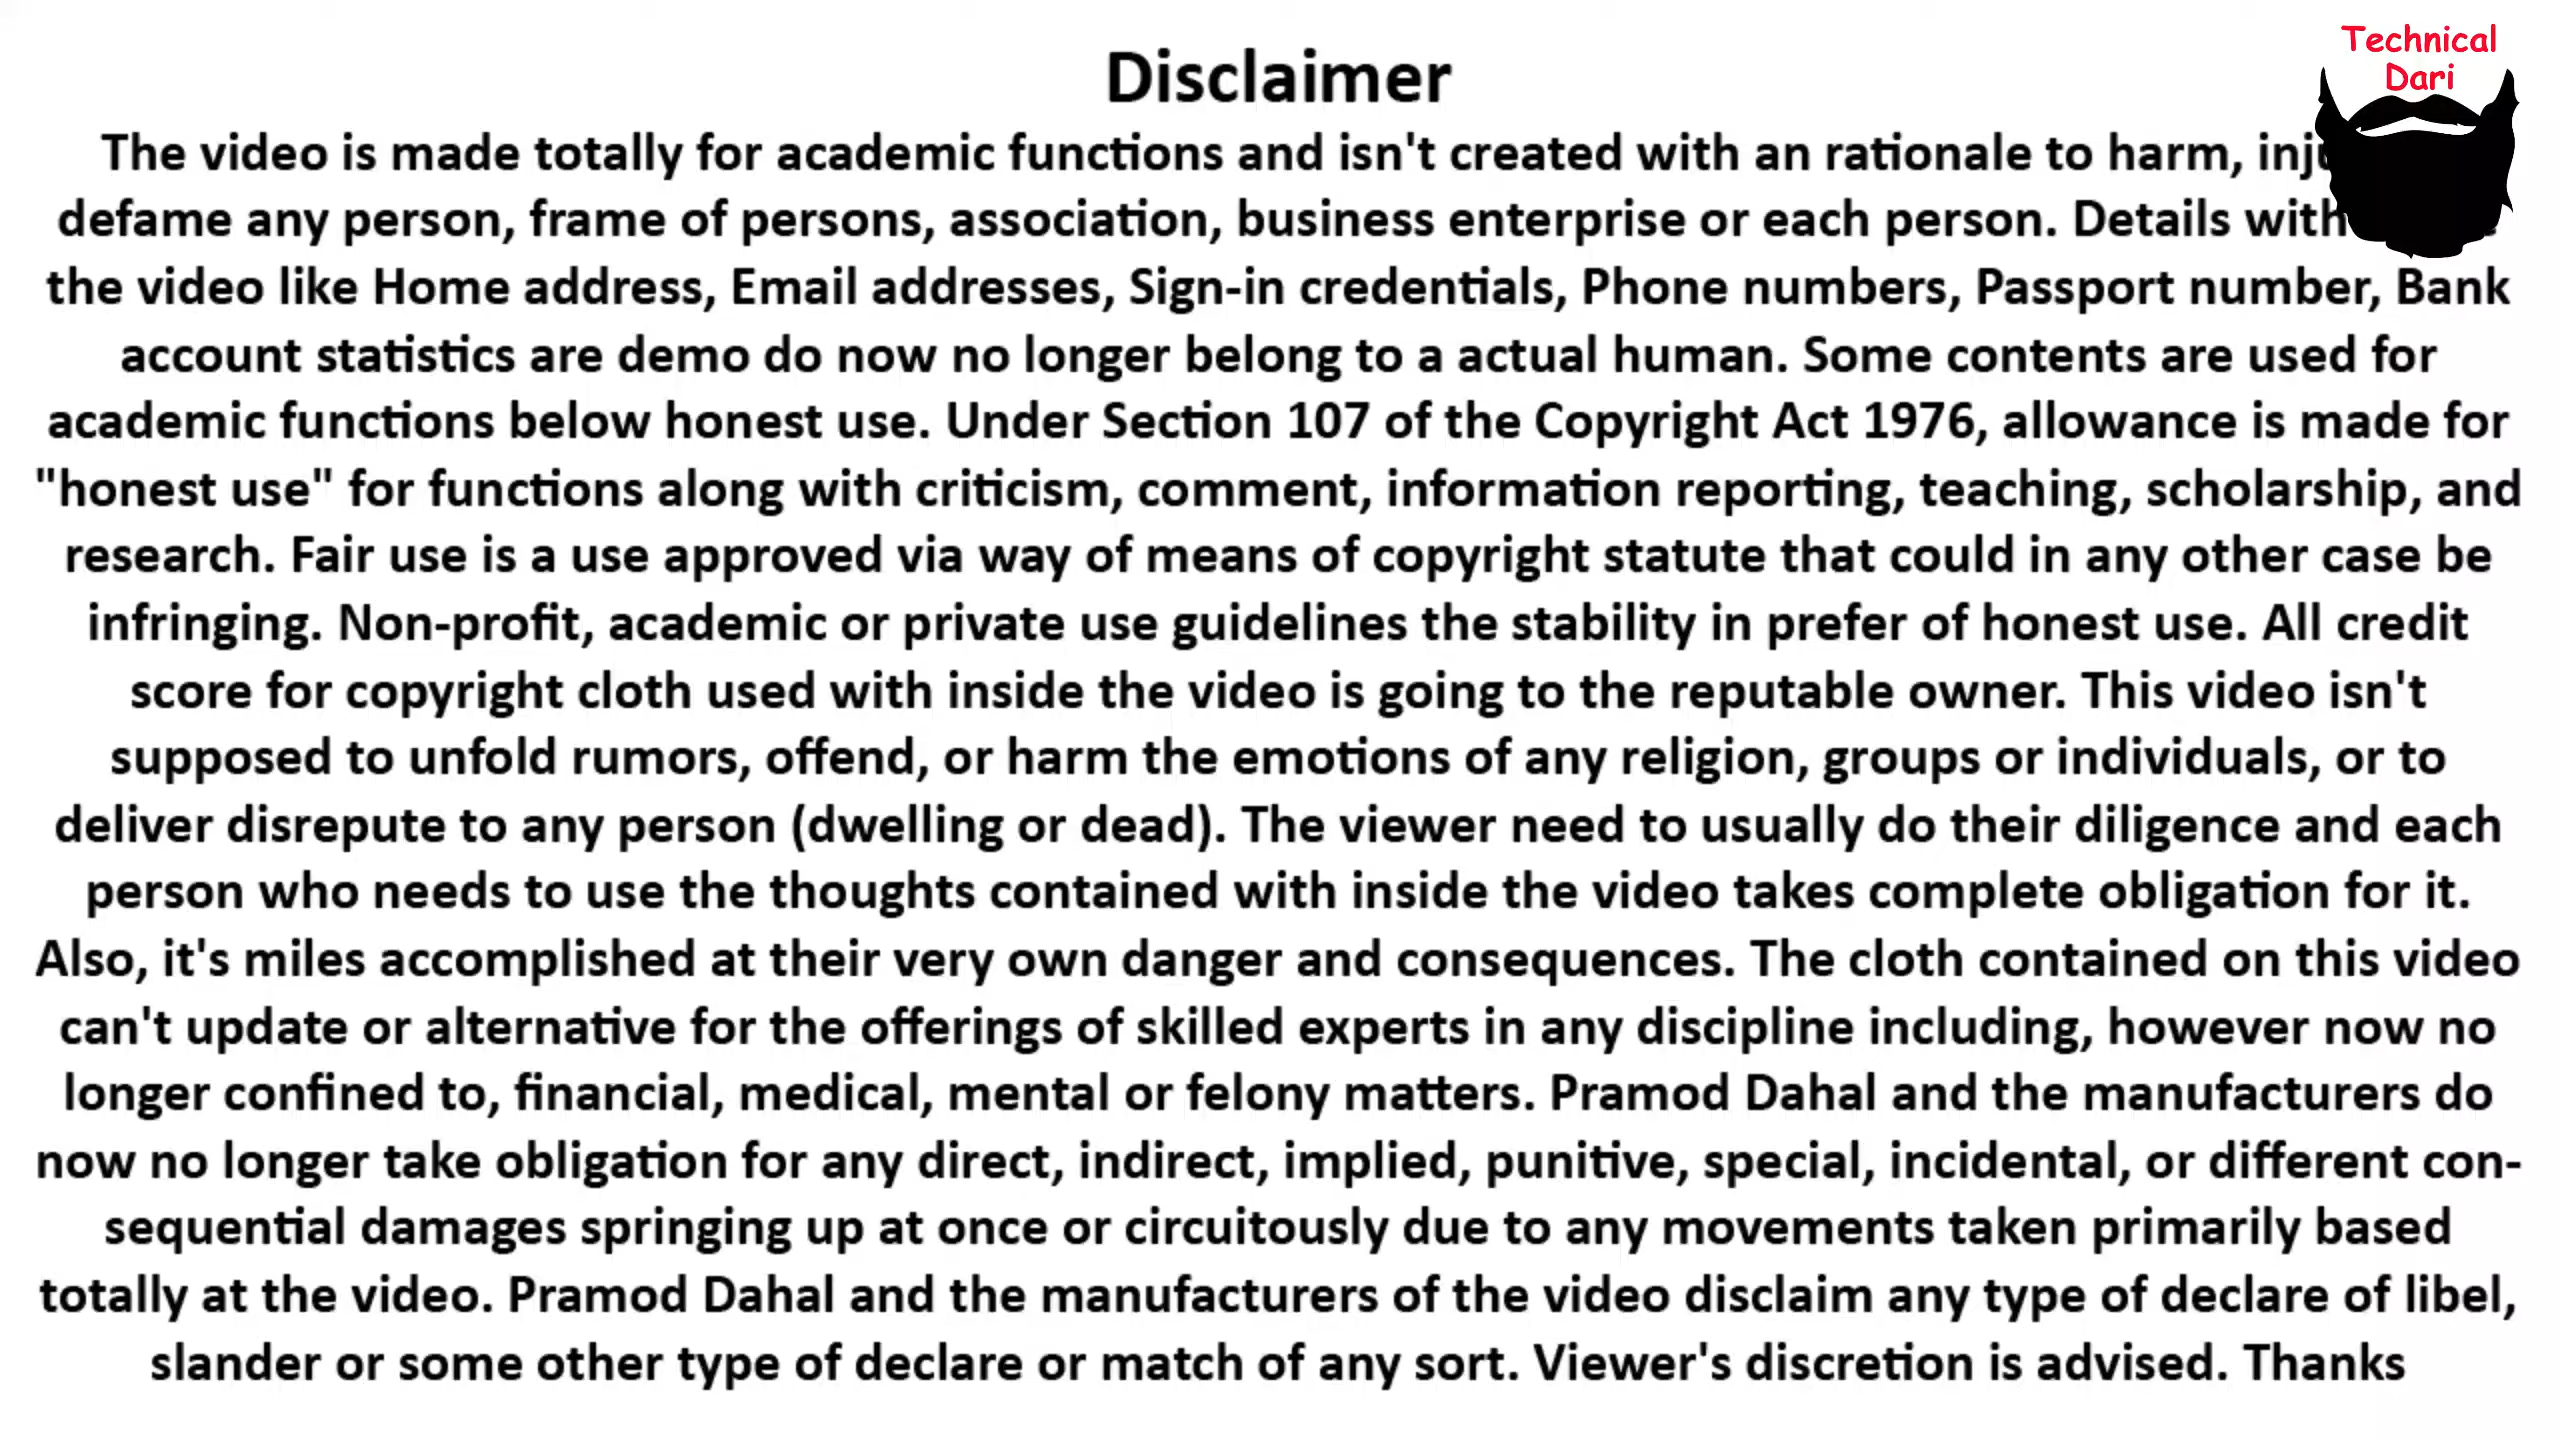 Technical
Dari
Disclaimer
The video is made totally for academic functions and isn't created with an rationale to harm,
defame any person, frame of persons, association, business enterprise or each person. Details with
the video like Home address, Email addresses, Sign-in credentials, Phone numbers, Passport number, Bank
account statistics are demo do now no longer belong to a actual human. Some contents are used for
academic functions below honest use. Under Section 107 of the Copyright Act 1976, allowance is made for
"honest use" for functions along with criticism, comment, information reporting, teaching, scholarship, and
research. Fair use is a use approved via way of means of copyright statute that could in any other case be
infringing. Non-profit, academic or private use guidelines the stability in prefer of honest use. All credit
score for copyright cloth used with inside the video is going to the reputable owner. This video isn't
supposed to unfold rumors, offend, or harm the emotions of any religion, groups or individuals, or to
deliver disrepute to any person (dwelling or dead). The viewer need to usually do their diligence and each
person who needs to use the thoughts contained with inside the video takes complete obligation for it.
Also, it's miles accomplished at their very own danger and consequences. The cloth contained on this video
can't update or alternative for the offerings of skilled experts in any discipline including, however now no
longer confined to, financial, medical, mental or felony matters. Pramod Dahal and the manufacturers do
now no longer take obligation for any direct, indirect, implied, punitive, special, incidental, or different con-
sequential damages springing up at once or circuitously due to any movements taken primarily based
totally at the video. Pramod Dahal and the manufacturers of the video disclaim any type of declare of libel,
slander or some other type of declare or match of any sort. Viewer's discretion is advised. Thanks